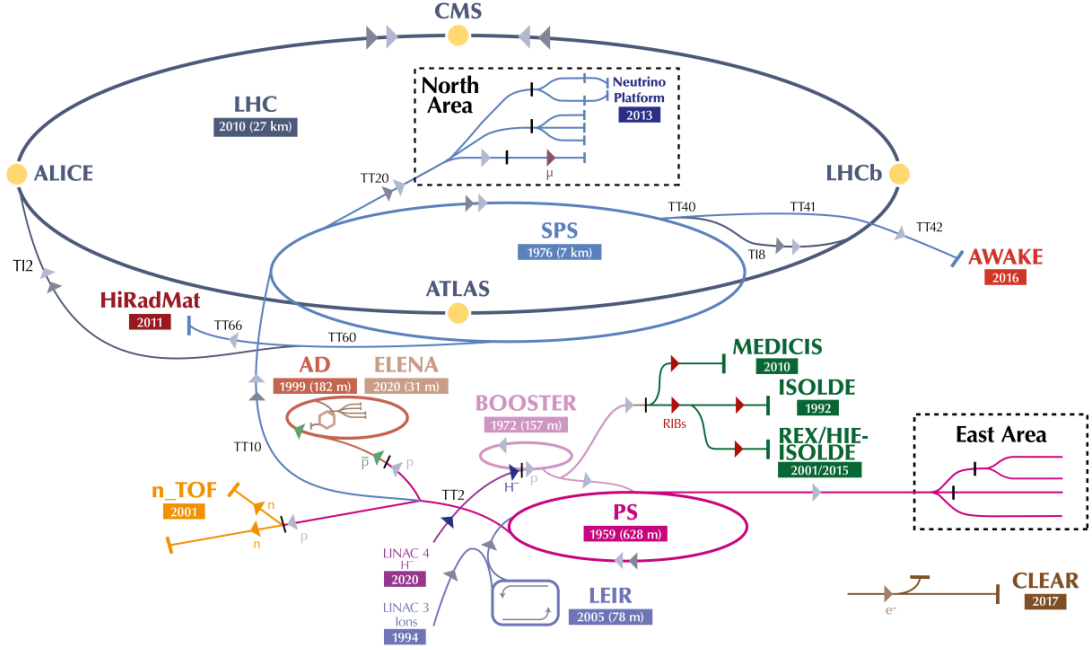 CMS
LHC
2010 (27 km)
North
Area
Neutrino
Platform
2013
μ
ALICE
LHCb
TT20
TT40
TT41
TT42
SPS
1976 (7 km)
TI8
TI2
AWAKE
2016
ATLAS
HiRadMat
2011
TT66
TT60
AD
1999 (182 m)
ELENA
2020 (31 m)
MEDICIS
2010
BOOSTER
1972 (157 m)
ISOLDE
1992
RIBs
REX/HIE-
ISOLDE
2001/2015
East Area
TT10
p̅
p
H⁻
p
TT2
n_TOF
2001
n
n
p
PS
1959 (628 m)
LINAC 4
H⁻
2020
LINAC 3
Ions
1994
LEIR
2005 (78 m)
CLEAR
2017
e⁻